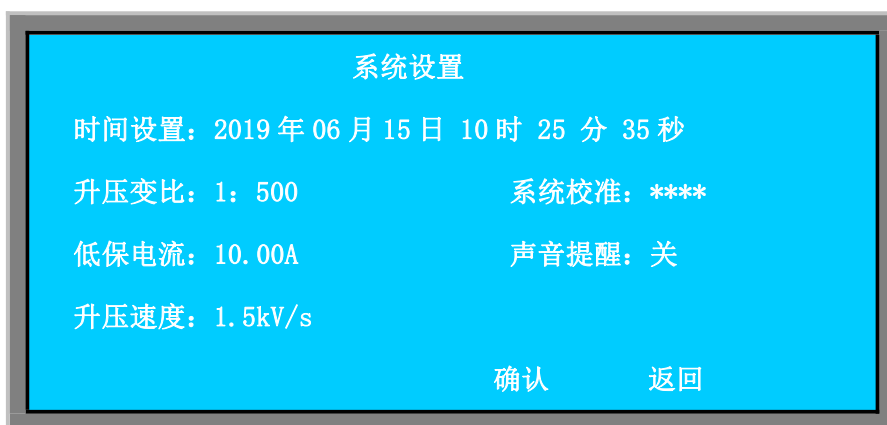 系统设置
时间设置：2019年06月15日 10时 25 分 35秒
升压变比：1：500 系统校准：****
低保电流：10.00A 声音提醒：关
升压速度：1.5kV/s
确认 返回